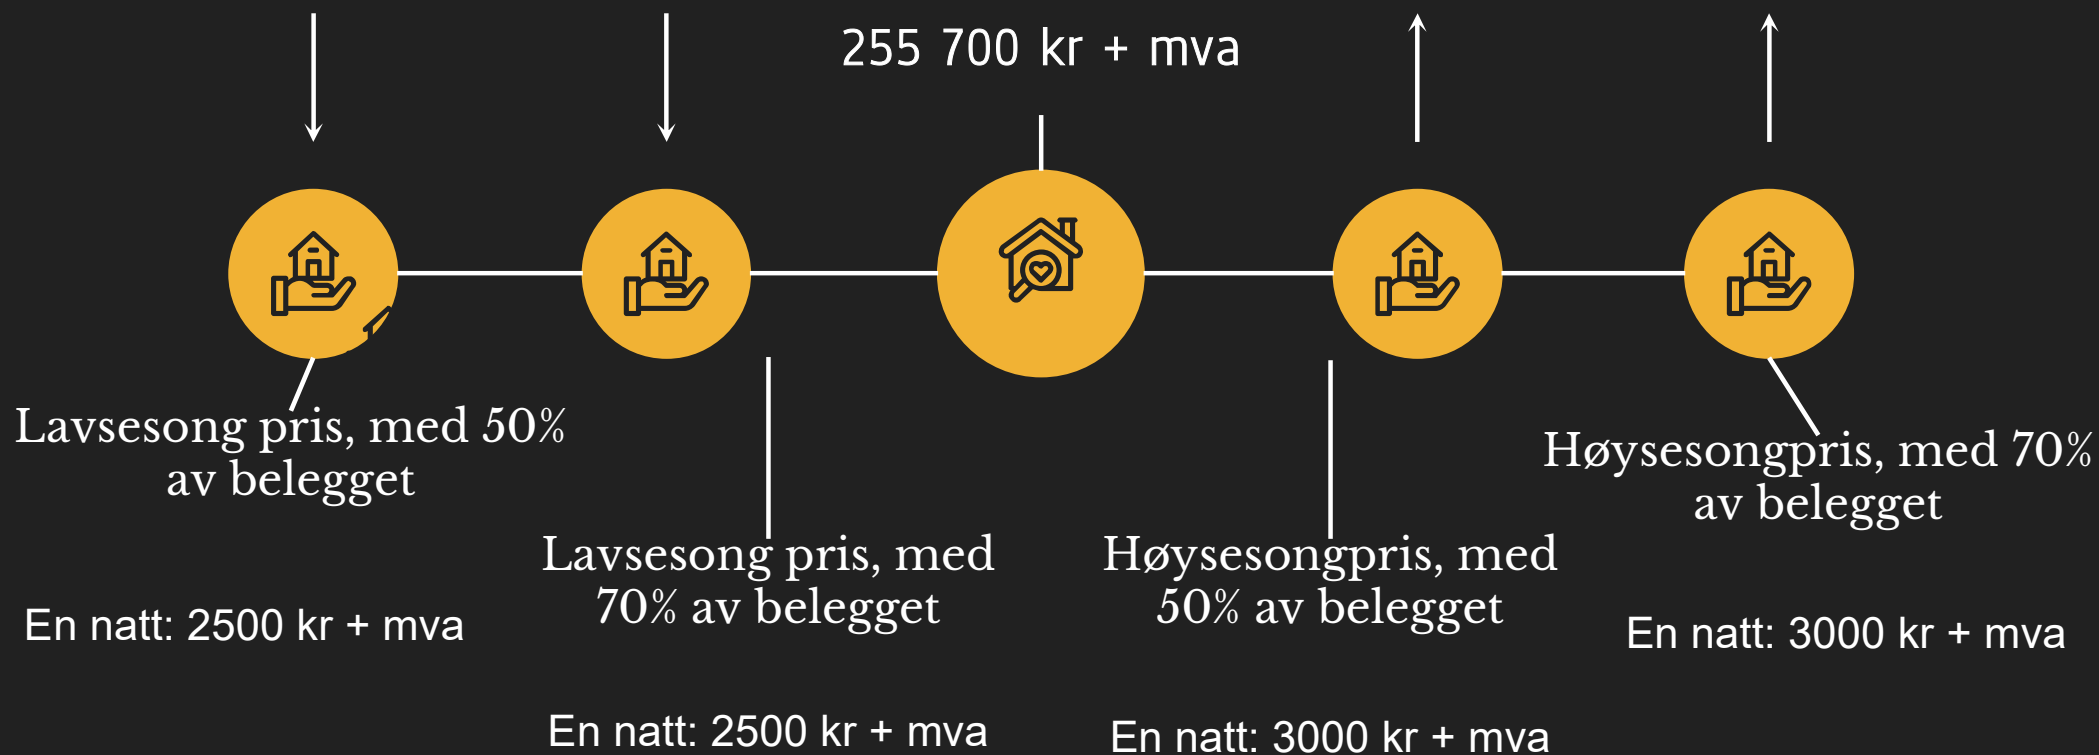 255 700 kr + mva
Lavsesong pris, med 50%
av belegget
En natt: 2500 kr + mva
Lavsesong pris, med
70% av belegget
En natt: 2500 kr + mva
Høysesongpris, med
50% av belegget
En natt: 3000 kr + mva
Høysesongpris, med 70%
av belegget
En natt: 3000 kr + mva